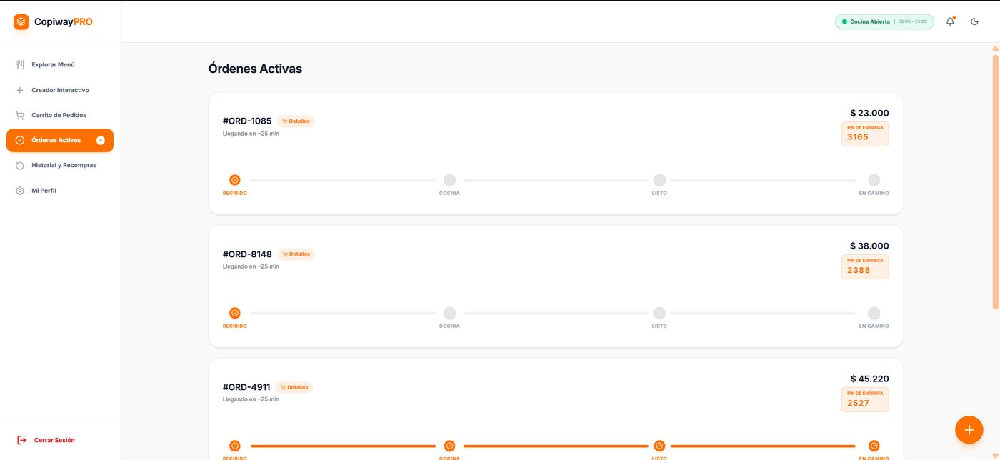 CopiwayPRO
Cocina Abierta | 08:00 - 23:00
Explorar Menú
Creador Interactivo
Carrito de Pedidos
Órdenes Activas 4
Historial y Recompras
Mi Perfil
Cerrar Sesión
Órdenes Activas
#ORD-1085 Detalles
Llegando en ~25 min
$ 23.000
PIN DE ENTREGA
3165
RECIBIDO COCINA LISTO EN CAMINO
#ORD-8148 Detalles
Llegando en ~25 min
$ 38.000
PIN DE ENTREGA
2388
RECIBIDO COCINA LISTO EN CAMINO
#ORD-4911 Detalles
Llegando en ~25 min
$ 45.220
PIN DE ENTREGA
2527
RECIBIDO COCINA LISTO EN CAMINO